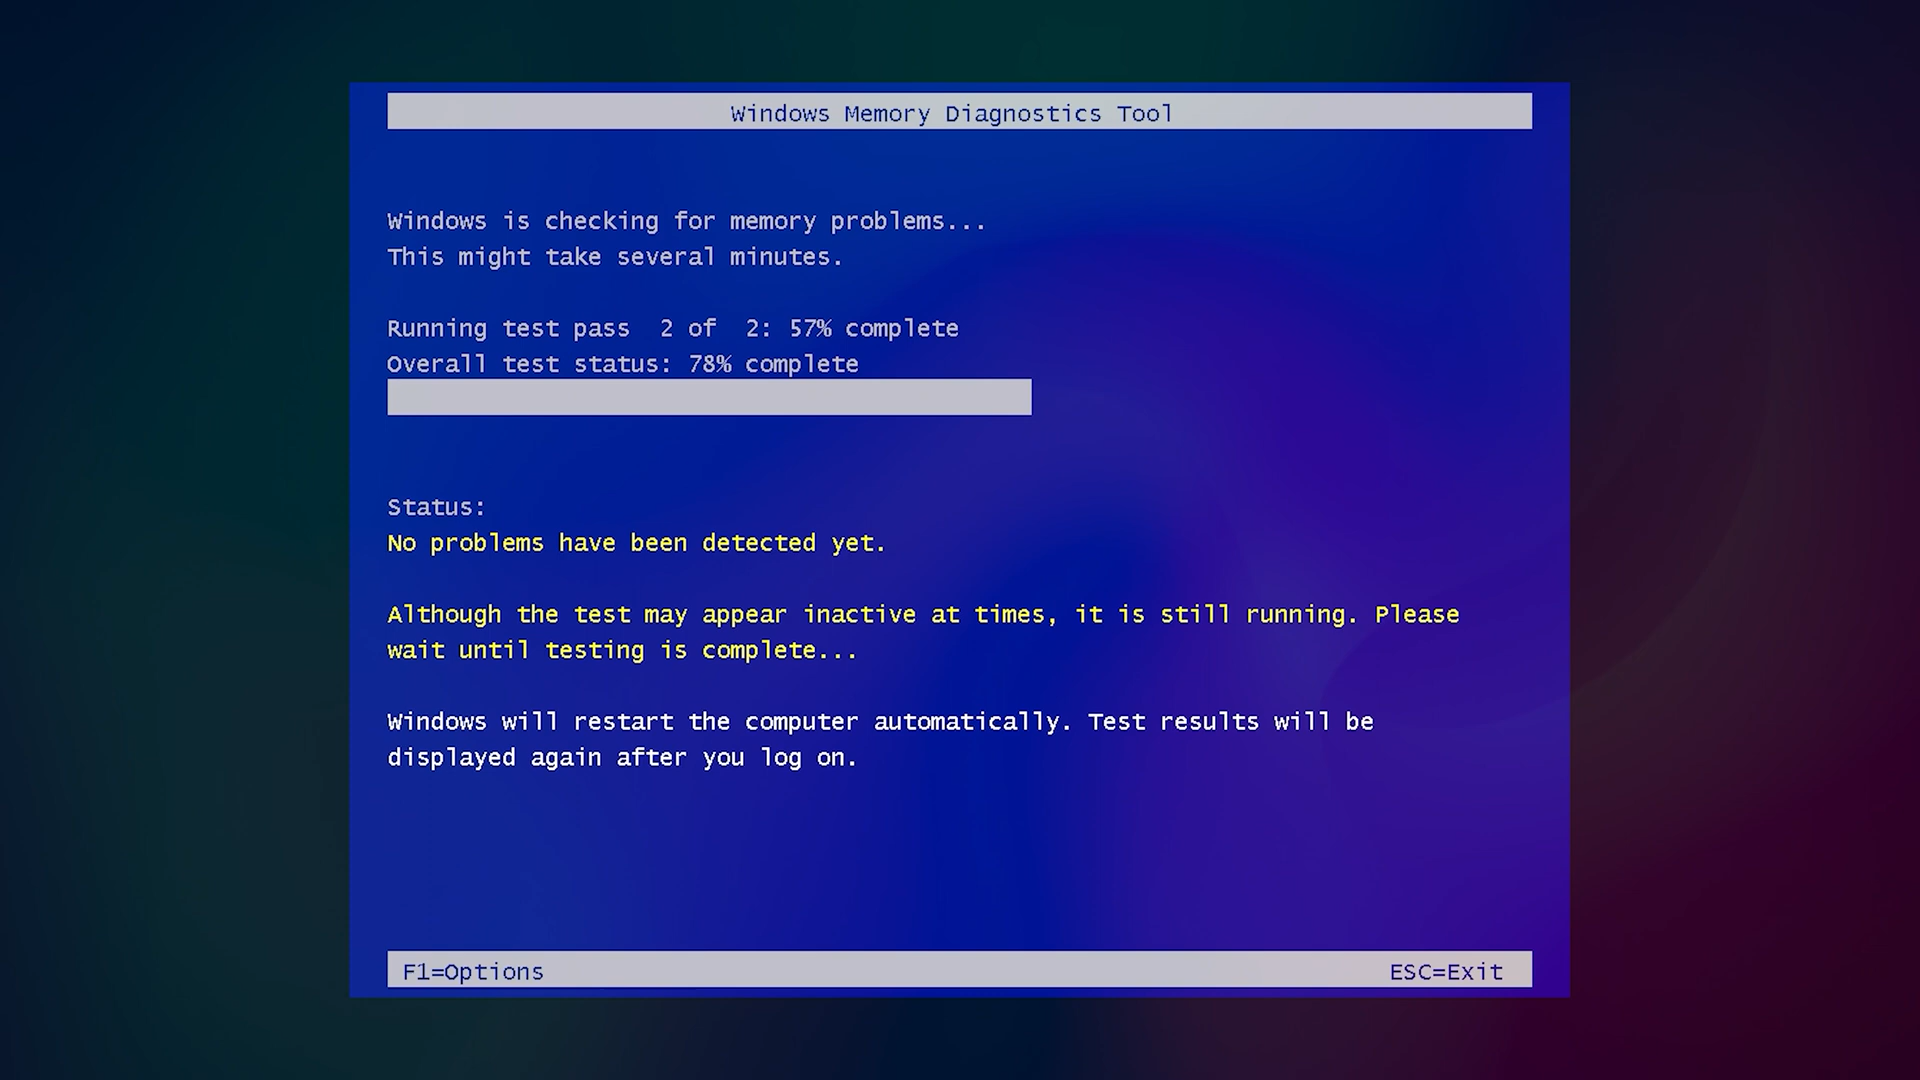 Windows Memory Diagnostics Tool
Windows is checking for memory problems...
This might take several minutes.
Running test pass  2 of  2: 57% complete
Overall test status: 78% complete
Status:
No problems have been detected yet.
Although the test may appear inactive at times, it is still running. Please
wait until testing is complete...
Windows will restart the computer automatically. Test results will be
displayed again after you log on.
F1=Options ESC=Exit